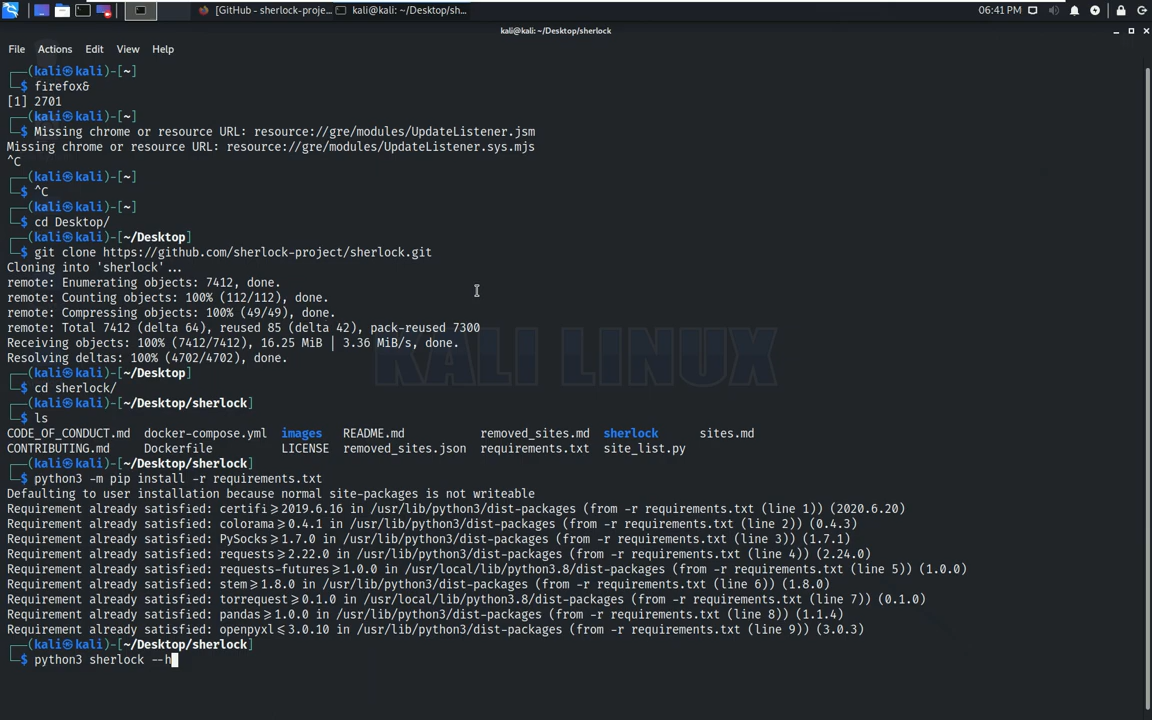 [GitHub - sherlock-proje...
kali@kali: ~/Desktop/sh...
06:41 PM
kali@kali: ~/Desktop/sherlock
File Actions Edit View Help
┌──(kali㉿kali)-[~]
└─$ firefox&
[1] 2701
┌──(kali㉿kali)-[~]
└─$ Missing chrome or resource URL: resource://gre/modules/UpdateListener.jsm
Missing chrome or resource URL: resource://gre/modules/UpdateListener.sys.mjs
^C
┌──(kali㉿kali)-[~]
└─$ ^C
┌──(kali㉿kali)-[~]
└─$ cd Desktop/
┌──(kali㉿kali)-[~/Desktop]
└─$ git clone https://github.com/sherlock-project/sherlock.git
Cloning into 'sherlock'...
remote: Enumerating objects: 7412, done.
remote: Counting objects: 100% (112/112), done.
remote: Compressing objects: 100% (49/49), done.
remote: Total 7412 (delta 64), reused 85 (delta 42), pack-reused 7300
Receiving objects: 100% (7412/7412), 16.25 MiB | 3.36 MiB/s, done.
Resolving deltas: 100% (4702/4702), done.
KALI LINUX
┌──(kali㉿kali)-[~/Desktop]
└─$ cd sherlock/
┌──(kali㉿kali)-[~/Desktop/sherlock]
└─$ ls
CODE_OF_CONDUCT.md docker-compose.yml images README.md removed_sites.md sherlock sites.md
CONTRIBUTING.md Dockerfile LICENSE removed_sites.json requirements.txt site_list.py
┌──(kali㉿kali)-[~/Desktop/sherlock]
└─$ python3 -m pip install -r requirements.txt
Defaulting to user installation because normal site-packages is not writeable
Requirement already satisfied: certifi≥2019.6.16 in /usr/lib/python3/dist-packages (from -r requirements.txt (line 1)) (2020.6.20)
Requirement already satisfied: colorama≥0.4.1 in /usr/lib/python3/dist-packages (from -r requirements.txt (line 2)) (0.4.3)
Requirement already satisfied: PySocks≥1.7.0 in /usr/lib/python3/dist-packages (from -r requirements.txt (line 3)) (1.7.1)
Requirement already satisfied: requests≥2.22.0 in /usr/lib/python3/dist-packages (from -r requirements.txt (line 4)) (2.24.0)
Requirement already satisfied: requests-futures≥1.0.0 in /usr/local/lib/python3.8/dist-packages (from -r requirements.txt (line 5)) (1.0.0)
Requirement already satisfied: stem≥1.8.0 in /usr/lib/python3/dist-packages (from -r requirements.txt (line 6)) (1.8.0)
Requirement already satisfied: torrequest≥0.1.0 in /usr/local/lib/python3.8/dist-packages (from -r requirements.txt (line 7)) (0.1.0)
Requirement already satisfied: pandas≥1.0.0 in /usr/lib/python3/dist-packages (from -r requirements.txt (line 8)) (1.1.4)
Requirement already satisfied: openpyxl≤3.0.10 in /usr/lib/python3/dist-packages (from -r requirements.txt (line 9)) (3.0.3)
┌──(kali㉿kali)-[~/Desktop/sherlock]
└─$ python3 sherlock --h